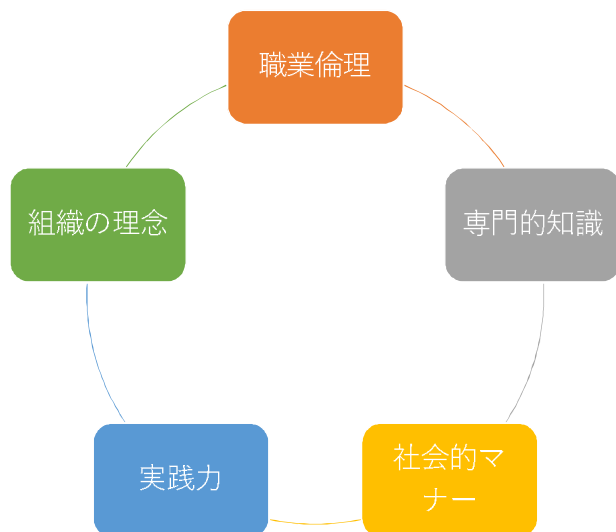 職業倫理
専門的知識
社会的マ
ナー
実践力
組織の理念